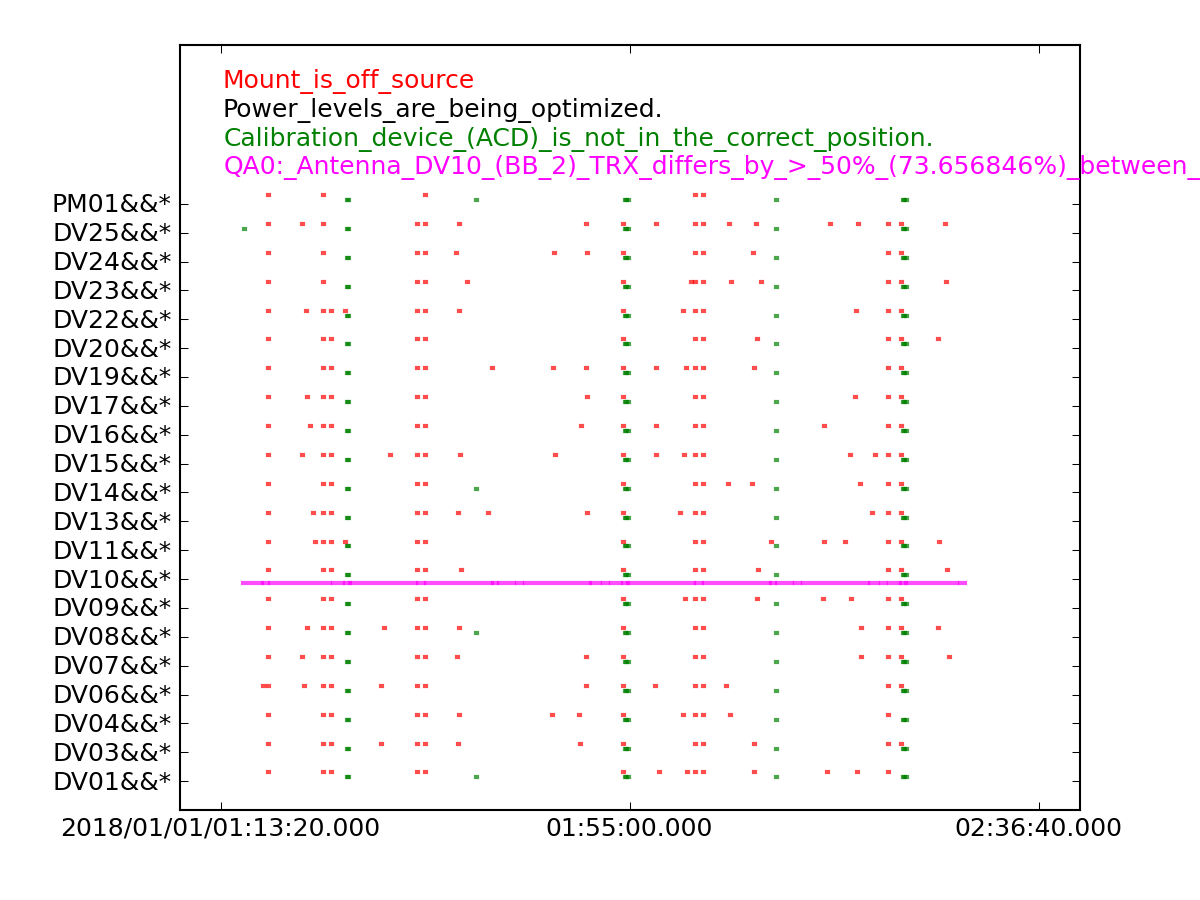 Mount_is_off_source
Power_levels_are_being_optimized.
Calibration_device_(ACD)_is_not_in_the_correct_position.
QA0:_Antenna_DV10_(BB_2)_TRX_differs_by_>_50%_(73.656846%)_between_
PM01&&*
DV25&&*
DV24&&*
DV23&&*
DV22&&*
DV20&&*
DV19&&*
DV17&&*
DV16&&*
DV15&&*
DV14&&*
DV13&&*
DV11&&*
DV10&&*
DV09&&*
DV08&&*
DV07&&*
DV06&&*
DV04&&*
DV03&&*
DV01&&*
2018/01/01/01:13:20.000 01:55:00.000 02:36:40.000